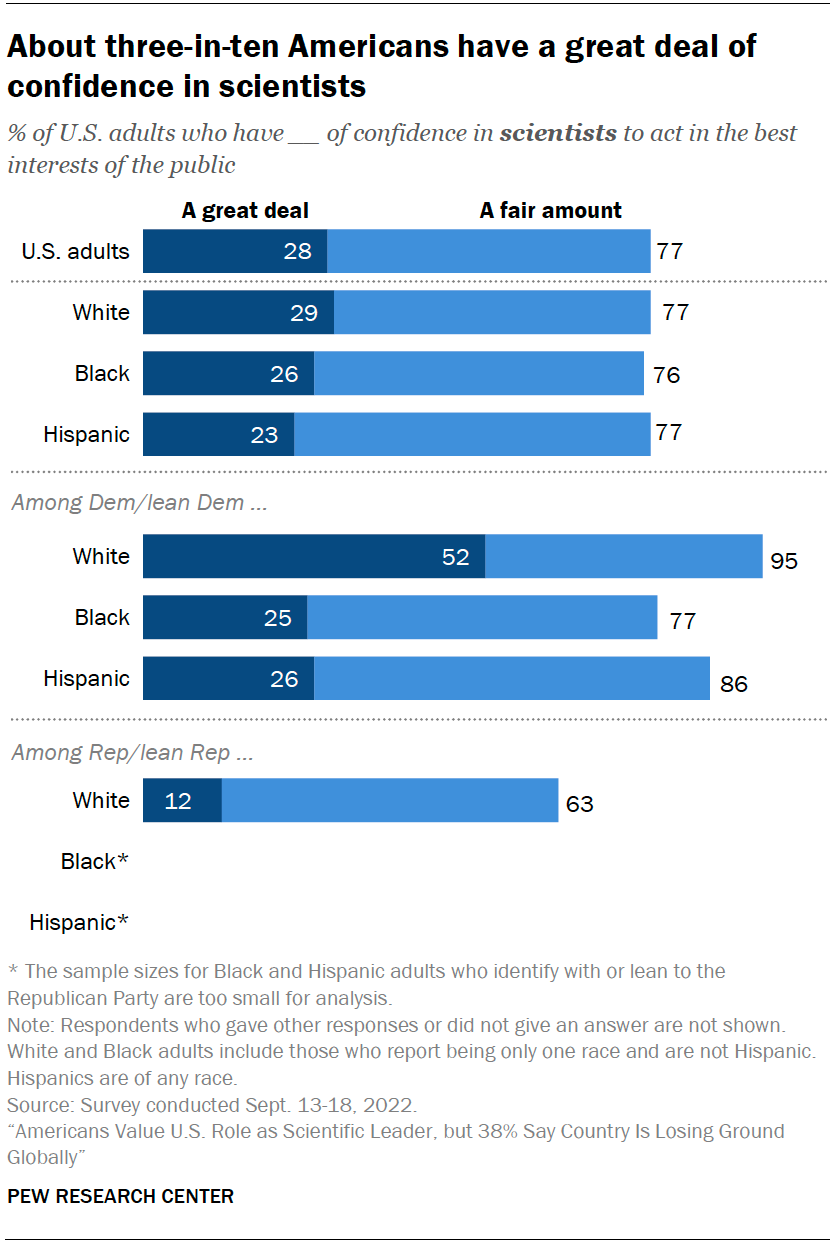 About three-in-ten Americans have a great deal of
confidence in scientists
% of U.S. adults who have ___ of confidence in scientists to act in the best
interests of the public
A great deal A fair amount
U.S. adults 28 77
White 29 77
Black 26 76
Hispanic 23 77
Among Dem/lean Dem ...
White 52 95
Black 25 77
Hispanic 26 86
Among Rep/lean Rep ...
White 12 63
Black*
Hispanic*
* The sample sizes for Black and Hispanic adults who identify with or lean to the
Republican Party are too small for analysis.
Note: Respondents who gave other responses or did not give an answer are not shown.
White and Black adults include those who report being only one race and are not Hispanic.
Hispanics are of any race.
Source: Survey conducted Sept. 13-18, 2022.
“Americans Value U.S. Role as Scientific Leader, but 38% Say Country Is Losing Ground
Globally”
PEW RESEARCH CENTER